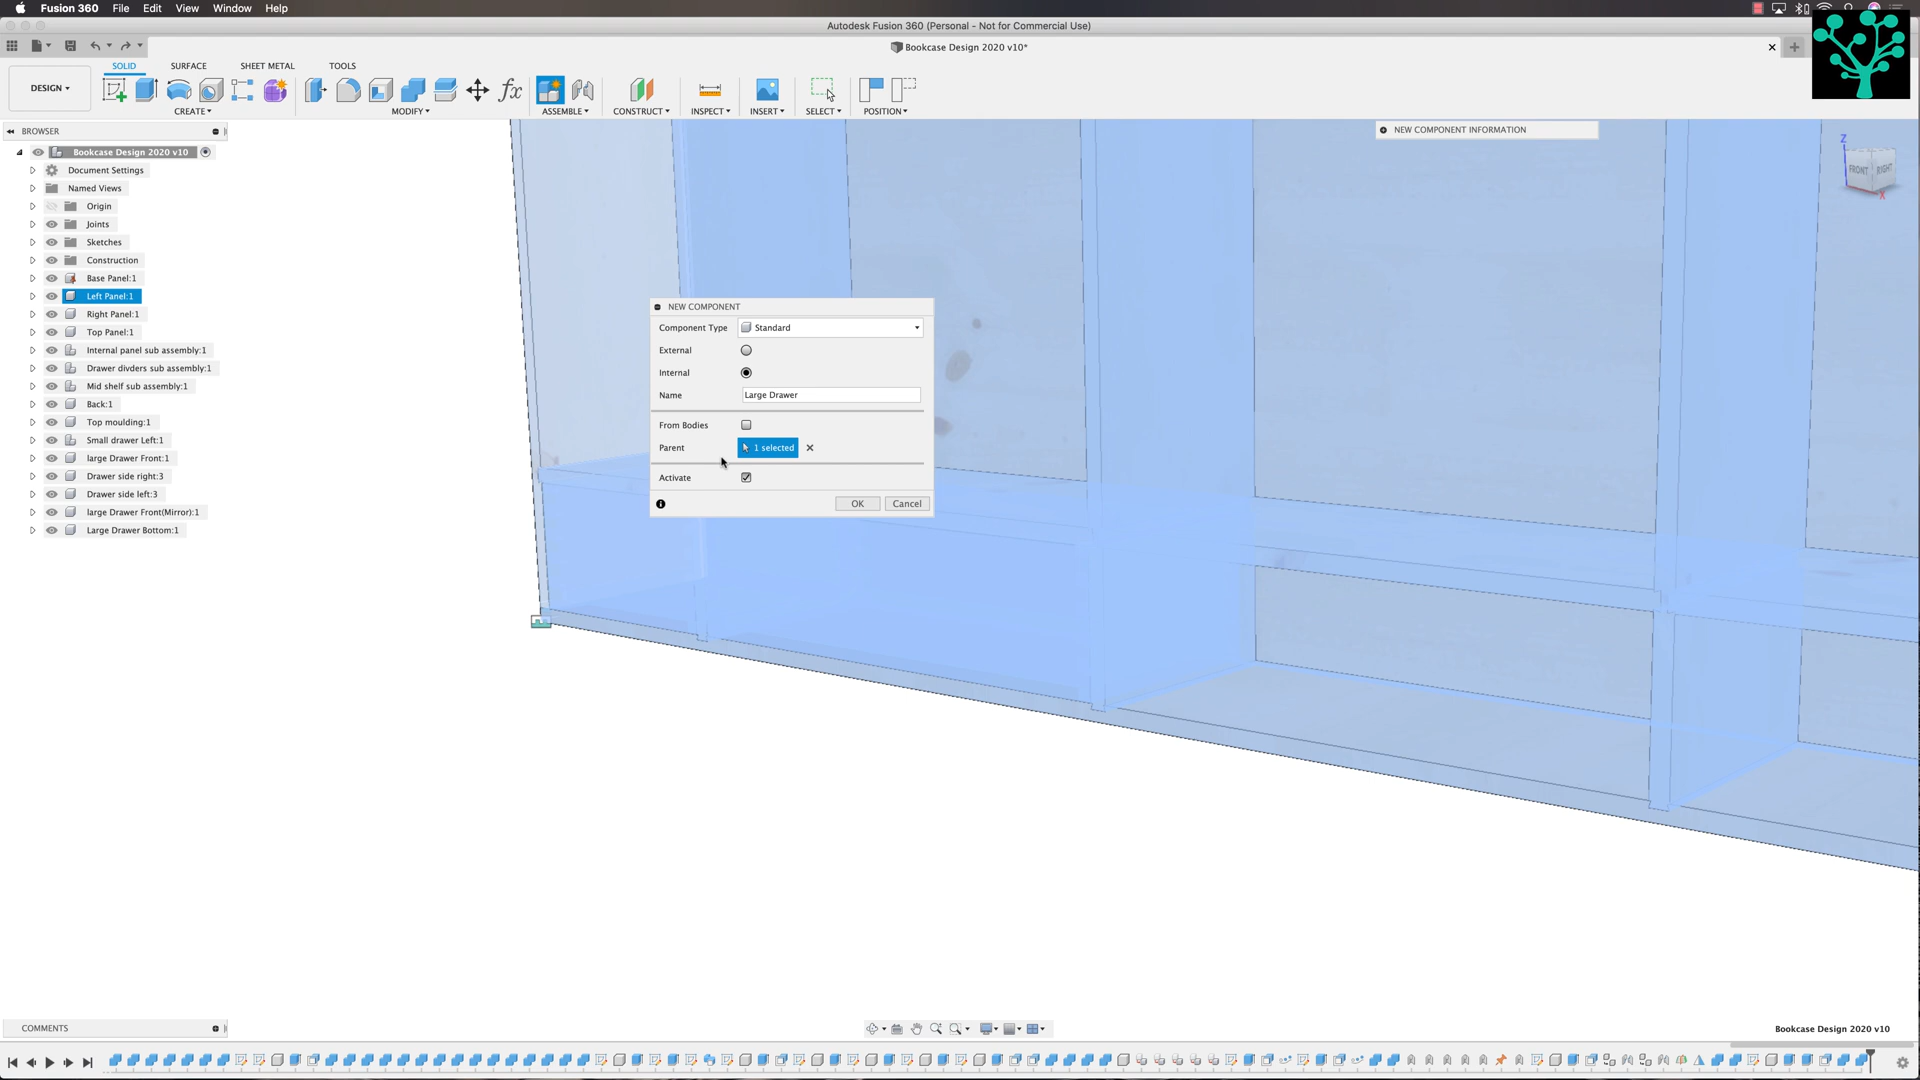 Fusion 360 File Edit View Window Help
Autodesk Fusion 360 (Personal - Not for Commercial Use)
Bookcase Design 2020 v10*
SOLID SURFACE SHEET METAL TOOLS
DESIGN
CREATE MODIFY ASSEMBLE CONSTRUCT INSPECT INSERT SELECT POSITION
BROWSER
NEW COMPONENT INFORMATION
Bookcase Design 2020 v10
Document Settings
Named Views
Origin
Joints
Sketches
Construction
Base Panel:1
Left Panel:1
Right Panel:1
Top Panel:1
Internal panel sub assembly:1
Drawer divders sub assembly:1
Mid shelf sub assembly:1
Back:1
Top moulding:1
Small drawer Left:1
large Drawer Front:1
Drawer side right:3
Drawer side left:3
large Drawer Front(Mirror):1
Large Drawer Bottom:1
Z
FRONT RIGHT
X
NEW COMPONENT
Component Type Standard
External
Internal
Name Large Drawer
From Bodies
Parent 1 selected
Activate
OK Cancel
COMMENTS
Bookcase Design 2020 v10